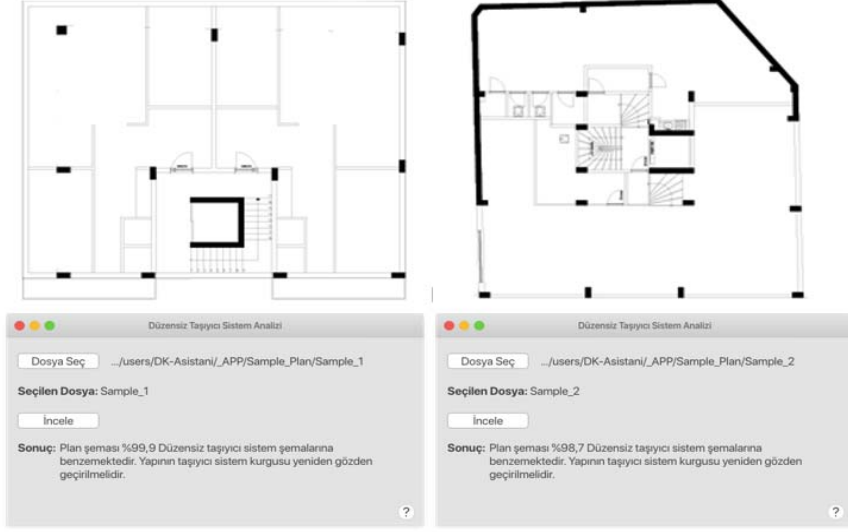 Düzensiz Taşıyıcı Sistem Analizi
Dosya Seç .../users/DK-Asistani/_APP/Sample_Plan/Sample_1
Seçilen Dosya: Sample_1
İncele
Sonuç: Plan şeması %99,9 Düzensiz taşıyıcı sistem şemalarına
benzemektedir. Yapının taşıyıcı sistem kurgusu yeniden gözden
geçirilmelidir.
?
Düzensiz Taşıyıcı Sistem Analizi
Dosya Seç .../users/DK-Asistani/_APP/Sample_Plan/Sample_2
Seçilen Dosya: Sample_2
İncele
Sonuç: Plan şeması %98,7 Düzensiz taşıyıcı sistem şemalarına
benzemektedir. Yapının taşıyıcı sistem kurgusu yeniden gözden
geçirilmelidir.
?